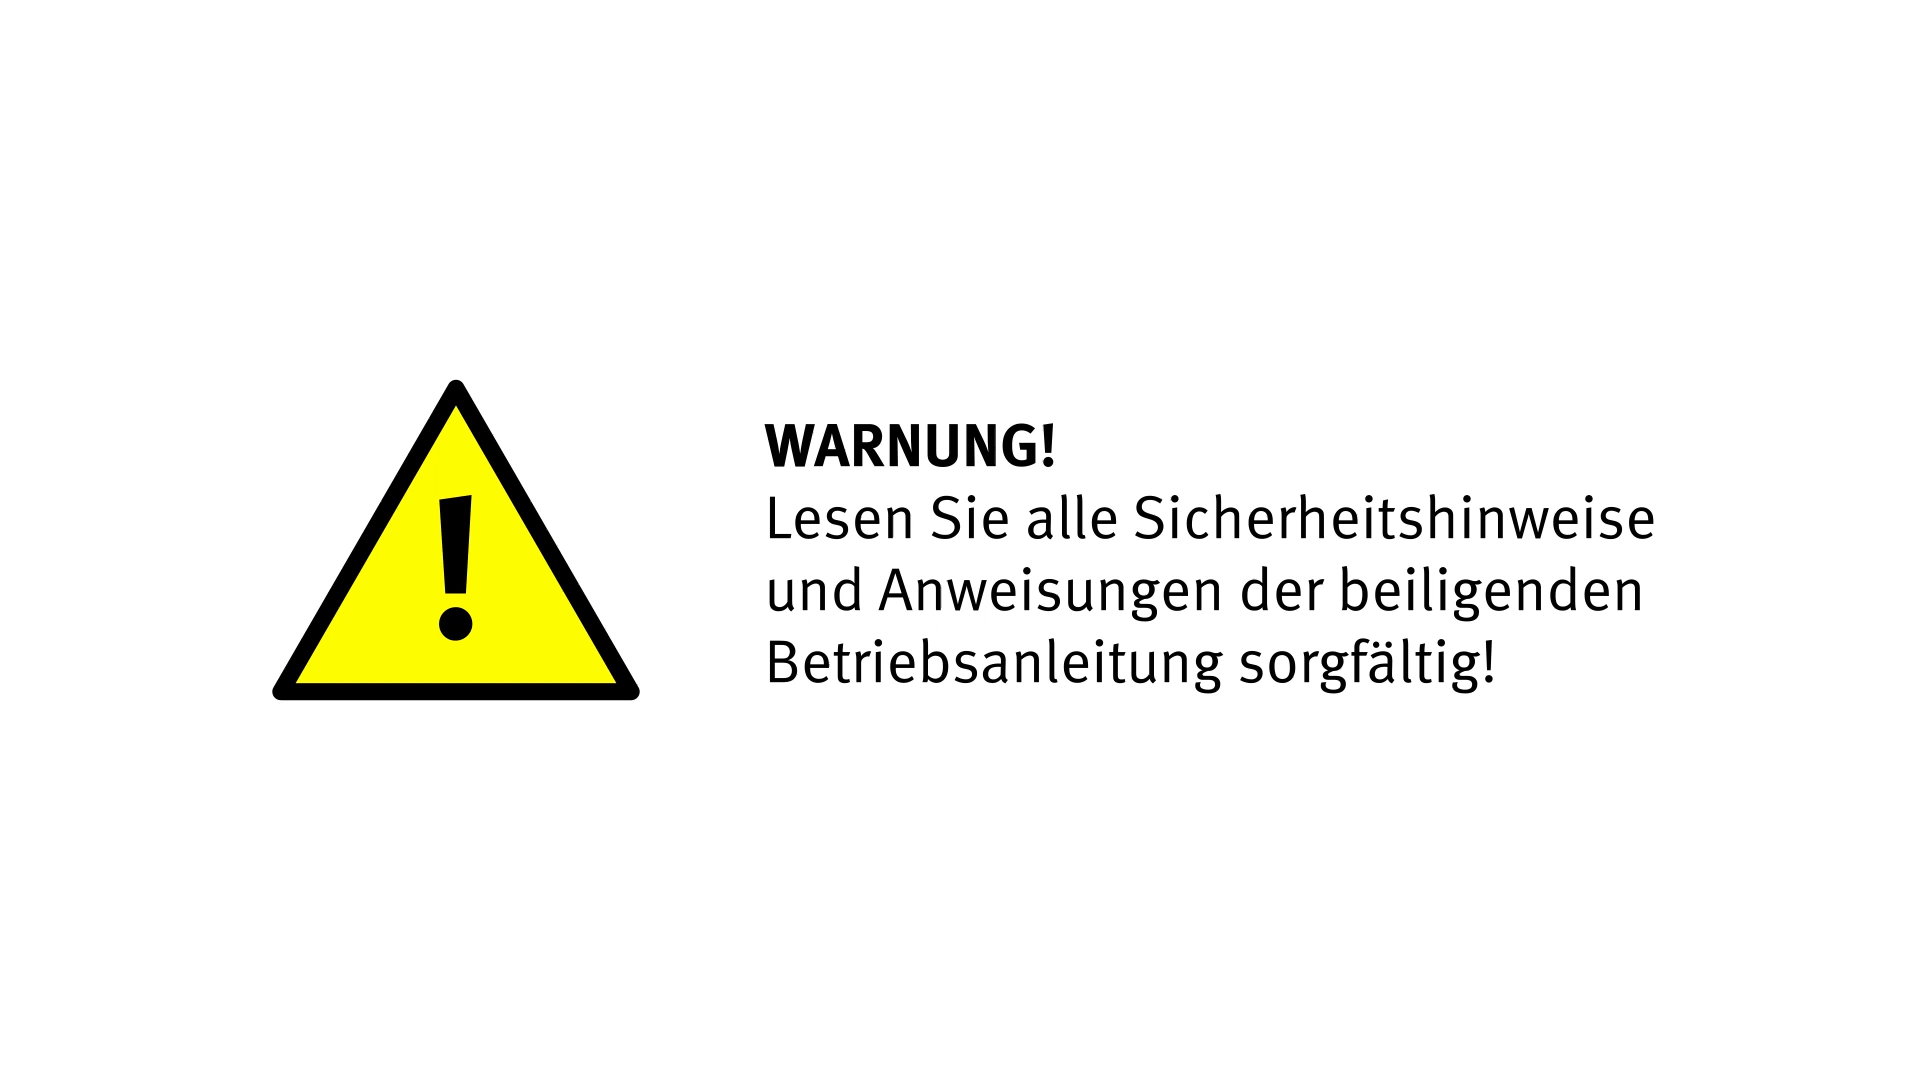 WARNUNG!
Lesen Sie alle Sicherheitshinweise
und Anweisungen der beiligenden
Betriebsanleitung sorgfältig!